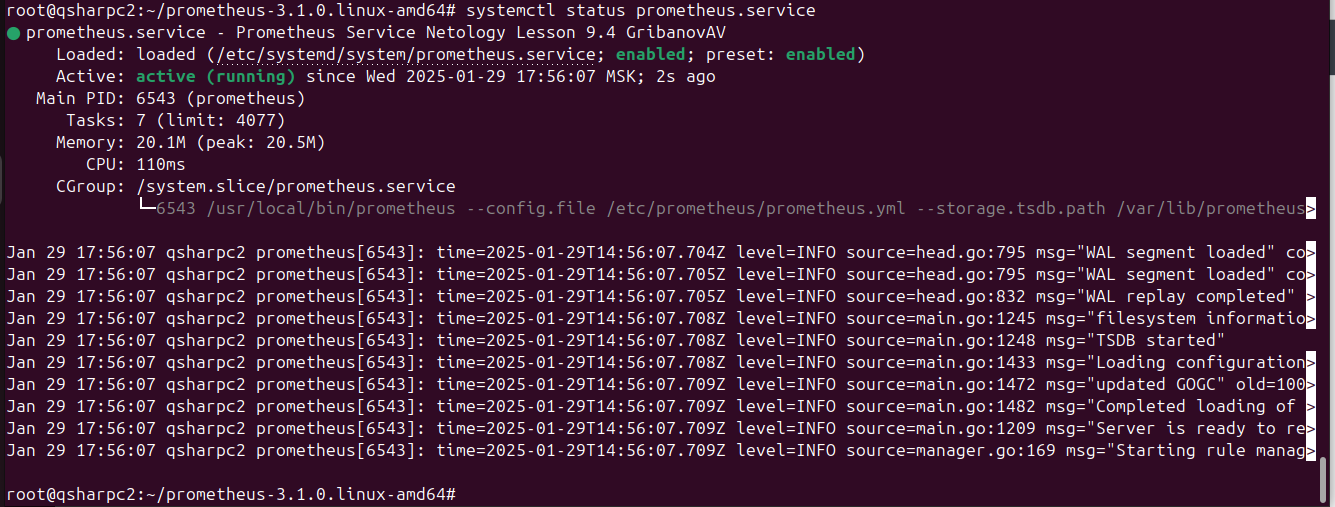 root@qsharpc2:~/prometheus-3.1.0.linux-amd64# systemctl status prometheus.service
● prometheus.service - Prometheus Service Netology Lesson 9.4 GribanovAV
Loaded: loaded (/etc/systemd/system/prometheus.service; enabled; preset: enabled)
Active: active (running) since Wed 2025-01-29 17:56:07 MSK; 2s ago
Main PID: 6543 (prometheus)
Tasks: 7 (limit: 4077)
Memory: 20.1M (peak: 20.5M)
CPU: 110ms
CGroup: /system.slice/prometheus.service
└─6543 /usr/local/bin/prometheus --config.file /etc/prometheus/prometheus.yml --storage.tsdb.path /var/lib/prometheus>
Jan 29 17:56:07 qsharpc2 prometheus[6543]: time=2025-01-29T14:56:07.704Z level=INFO source=head.go:795 msg="WAL segment loaded" co>
Jan 29 17:56:07 qsharpc2 prometheus[6543]: time=2025-01-29T14:56:07.705Z level=INFO source=head.go:795 msg="WAL segment loaded" co>
Jan 29 17:56:07 qsharpc2 prometheus[6543]: time=2025-01-29T14:56:07.705Z level=INFO source=head.go:832 msg="WAL replay completed" >
Jan 29 17:56:07 qsharpc2 prometheus[6543]: time=2025-01-29T14:56:07.708Z level=INFO source=main.go:1245 msg="filesystem informatio>
Jan 29 17:56:07 qsharpc2 prometheus[6543]: time=2025-01-29T14:56:07.708Z level=INFO source=main.go:1248 msg="TSDB started"
Jan 29 17:56:07 qsharpc2 prometheus[6543]: time=2025-01-29T14:56:07.708Z level=INFO source=main.go:1433 msg="Loading configuration>
Jan 29 17:56:07 qsharpc2 prometheus[6543]: time=2025-01-29T14:56:07.709Z level=INFO source=main.go:1472 msg="updated GOGC" old=100>
Jan 29 17:56:07 qsharpc2 prometheus[6543]: time=2025-01-29T14:56:07.709Z level=INFO source=main.go:1482 msg="Completed loading of >
Jan 29 17:56:07 qsharpc2 prometheus[6543]: time=2025-01-29T14:56:07.709Z level=INFO source=main.go:1209 msg="Server is ready to re>
Jan 29 17:56:07 qsharpc2 prometheus[6543]: time=2025-01-29T14:56:07.709Z level=INFO source=manager.go:169 msg="Starting rule manag>
root@qsharpc2:~/prometheus-3.1.0.linux-amd64#